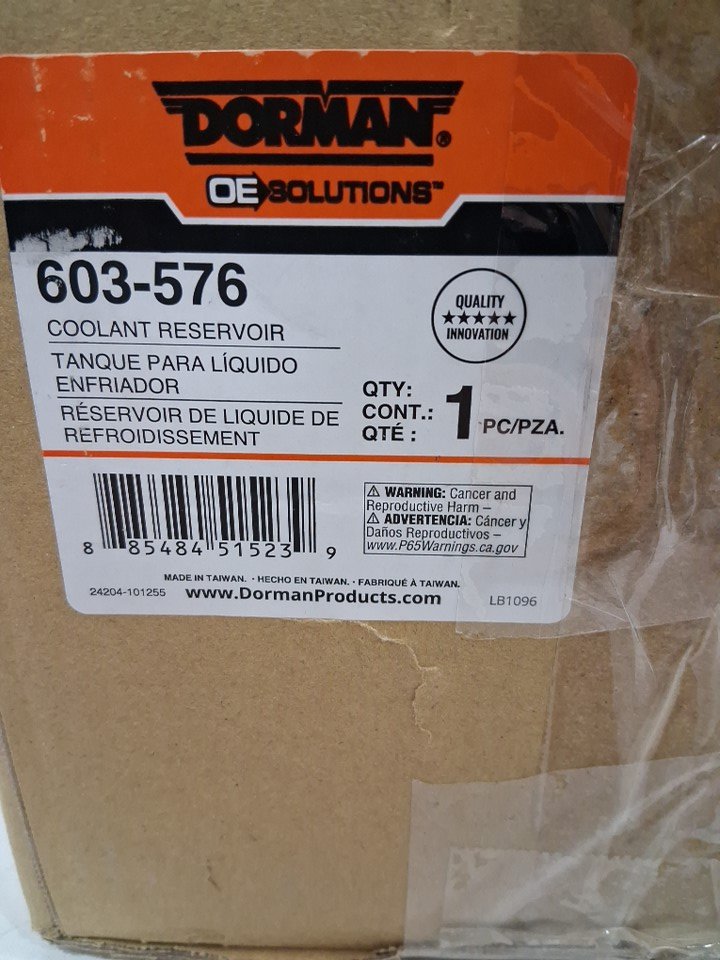 DORMAN®
OE SOLUTIONS™
603-576
COOLANT RESERVOIR
TANQUE PARA LÍQUIDO
ENFRIADOR
RÉSERVOIR DE LIQUIDE DE
REFROIDISSEMENT
QUALITY
★★★★★
INNOVATION
QTY:
CONT.:
QTÉ :
1 PC/PZA.
8 85484 51523 9
⚠ WARNING: Cancer and
Reproductive Harm –
⚠ ADVERTENCIA: Cáncer y
Daños Reproductivos –
www.P65Warnings.ca.gov
MADE IN TAIWAN. · HECHO EN TAIWAN. · FABRIQUÉ À TAIWAN.
24204-101255 www.DormanProducts.com LB1096